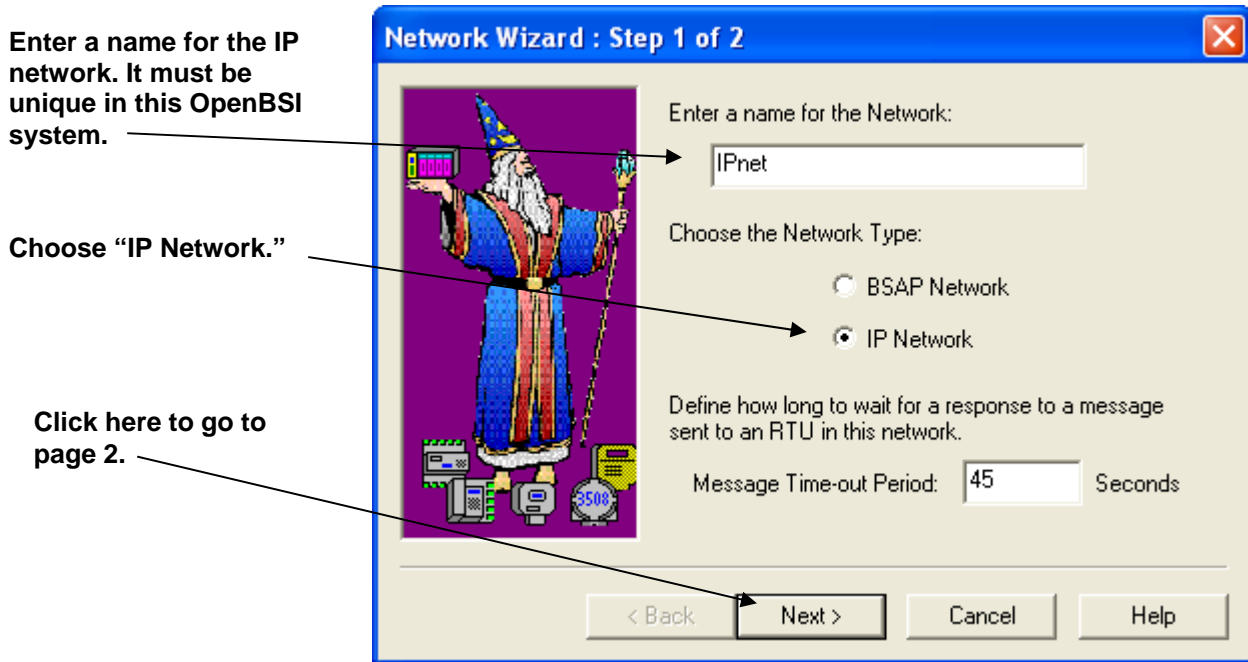 Enter a name for the IP
network. It must be
unique in this OpenBSI
system.
Choose “IP Network.”
Click here to go to
page 2.
Network Wizard : Step 1 of 2
Enter a name for the Network:
IPnet
Choose the Network Type:
BSAP Network
IP Network
Define how long to wait for a response to a message
sent to an RTU in this network.
Message Time-out Period: 45 Seconds
3508
< Back Next > Cancel Help